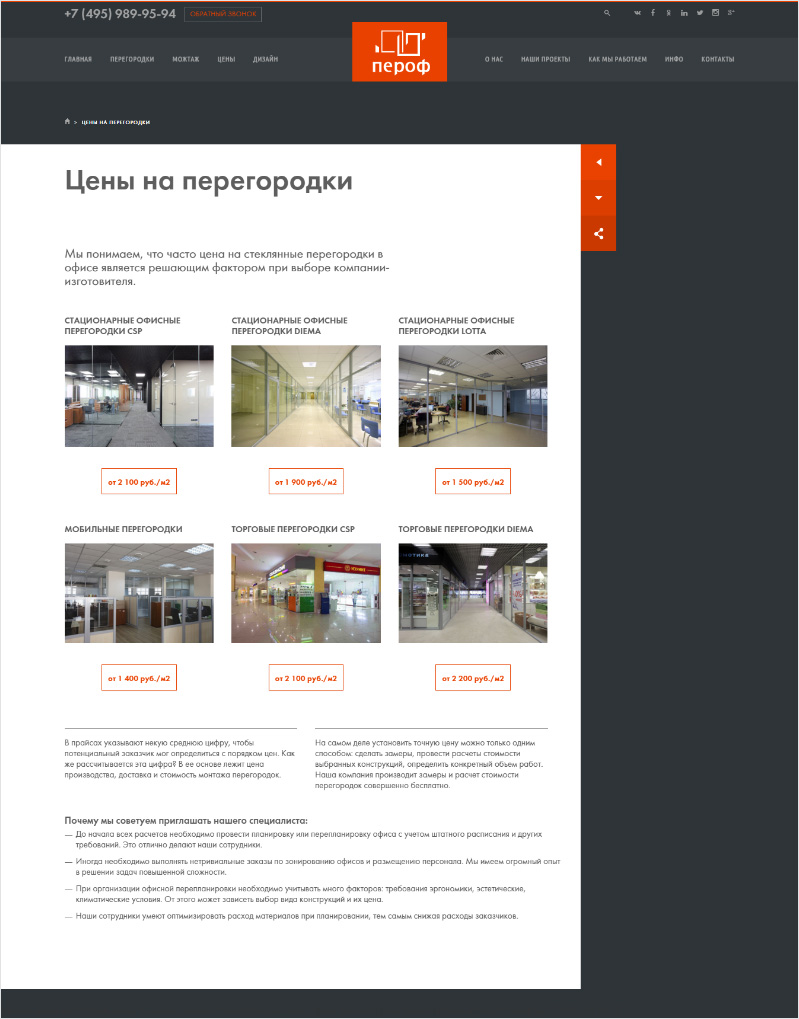 +7 (495) 989-95-94 ОБРАТНЫЙ ЗВОНОК
ГЛАВНАЯ ПЕРЕГОРОДКИ МОНТАЖ ЦЕНЫ ДИЗАЙН
пероф
О НАС НАШИ ПРОЕКТЫ КАК МЫ РАБОТАЕМ ИНФО КОНТАКТЫ
> ЦЕНЫ НА ПЕРЕГОРОДКИ
Цены на перегородки
Мы понимаем, что часто цена на стеклянные перегородки в
офисе является решающим фактором при выборе компании-
изготовителя.
СТАЦИОНАРНЫЕ ОФИСНЫЕ
ПЕРЕГОРОДКИ CSP
СТАЦИОНАРНЫЕ ОФИСНЫЕ
ПЕРЕГОРОДКИ DIEMA
СТАЦИОНАРНЫЕ ОФИСНЫЕ
ПЕРЕГОРОДКИ LOTTA
от 2 100 руб./м2
от 1 900 руб./м2
от 1 500 руб./м2
МОБИЛЬНЫЕ ПЕРЕГОРОДКИ
ТОРГОВЫЕ ПЕРЕГОРОДКИ CSP
ТОРГОВЫЕ ПЕРЕГОРОДКИ DIEMA
от 1 400 руб./м2
от 2 100 руб./м2
от 2 200 руб./м2
В прайсах указывают некую среднюю цифру, чтобы
потенциальный заказчик мог определиться с порядком цен. Как
же рассчитывается эта цифра? В ее основе лежит цена
производства, доставка и стоимость монтажа перегородок.
На самом деле установить точную цену можно только одним
способом: сделать замеры, провести расчеты стоимости
выбранных конструкций, определить конкретный объем работ.
Наша компания производит замеры и расчет стоимости
перегородок совершенно бесплатно.
Почему мы советуем приглашать нашего специалиста:
— До начала всех расчетов необходимо провести планировку или перепланировку офиса с учетом штатного расписания и других
требований. Это отлично делают наши сотрудники.
— Иногда необходимо выполнять нетривиальные заказы по зонированию офисов и размещению персонала. Мы имеем огромный опыт
в решении задач повышенной сложности.
— При организации офисной перепланировки необходимо учитывать много факторов: требования эргономики, эстетические,
климатические условия. От этого может зависеть выбор вида конструкций и их цена.
— Наши сотрудники умеют оптимизировать расход материалов при планировании, тем самым снижая расходы заказчиков.